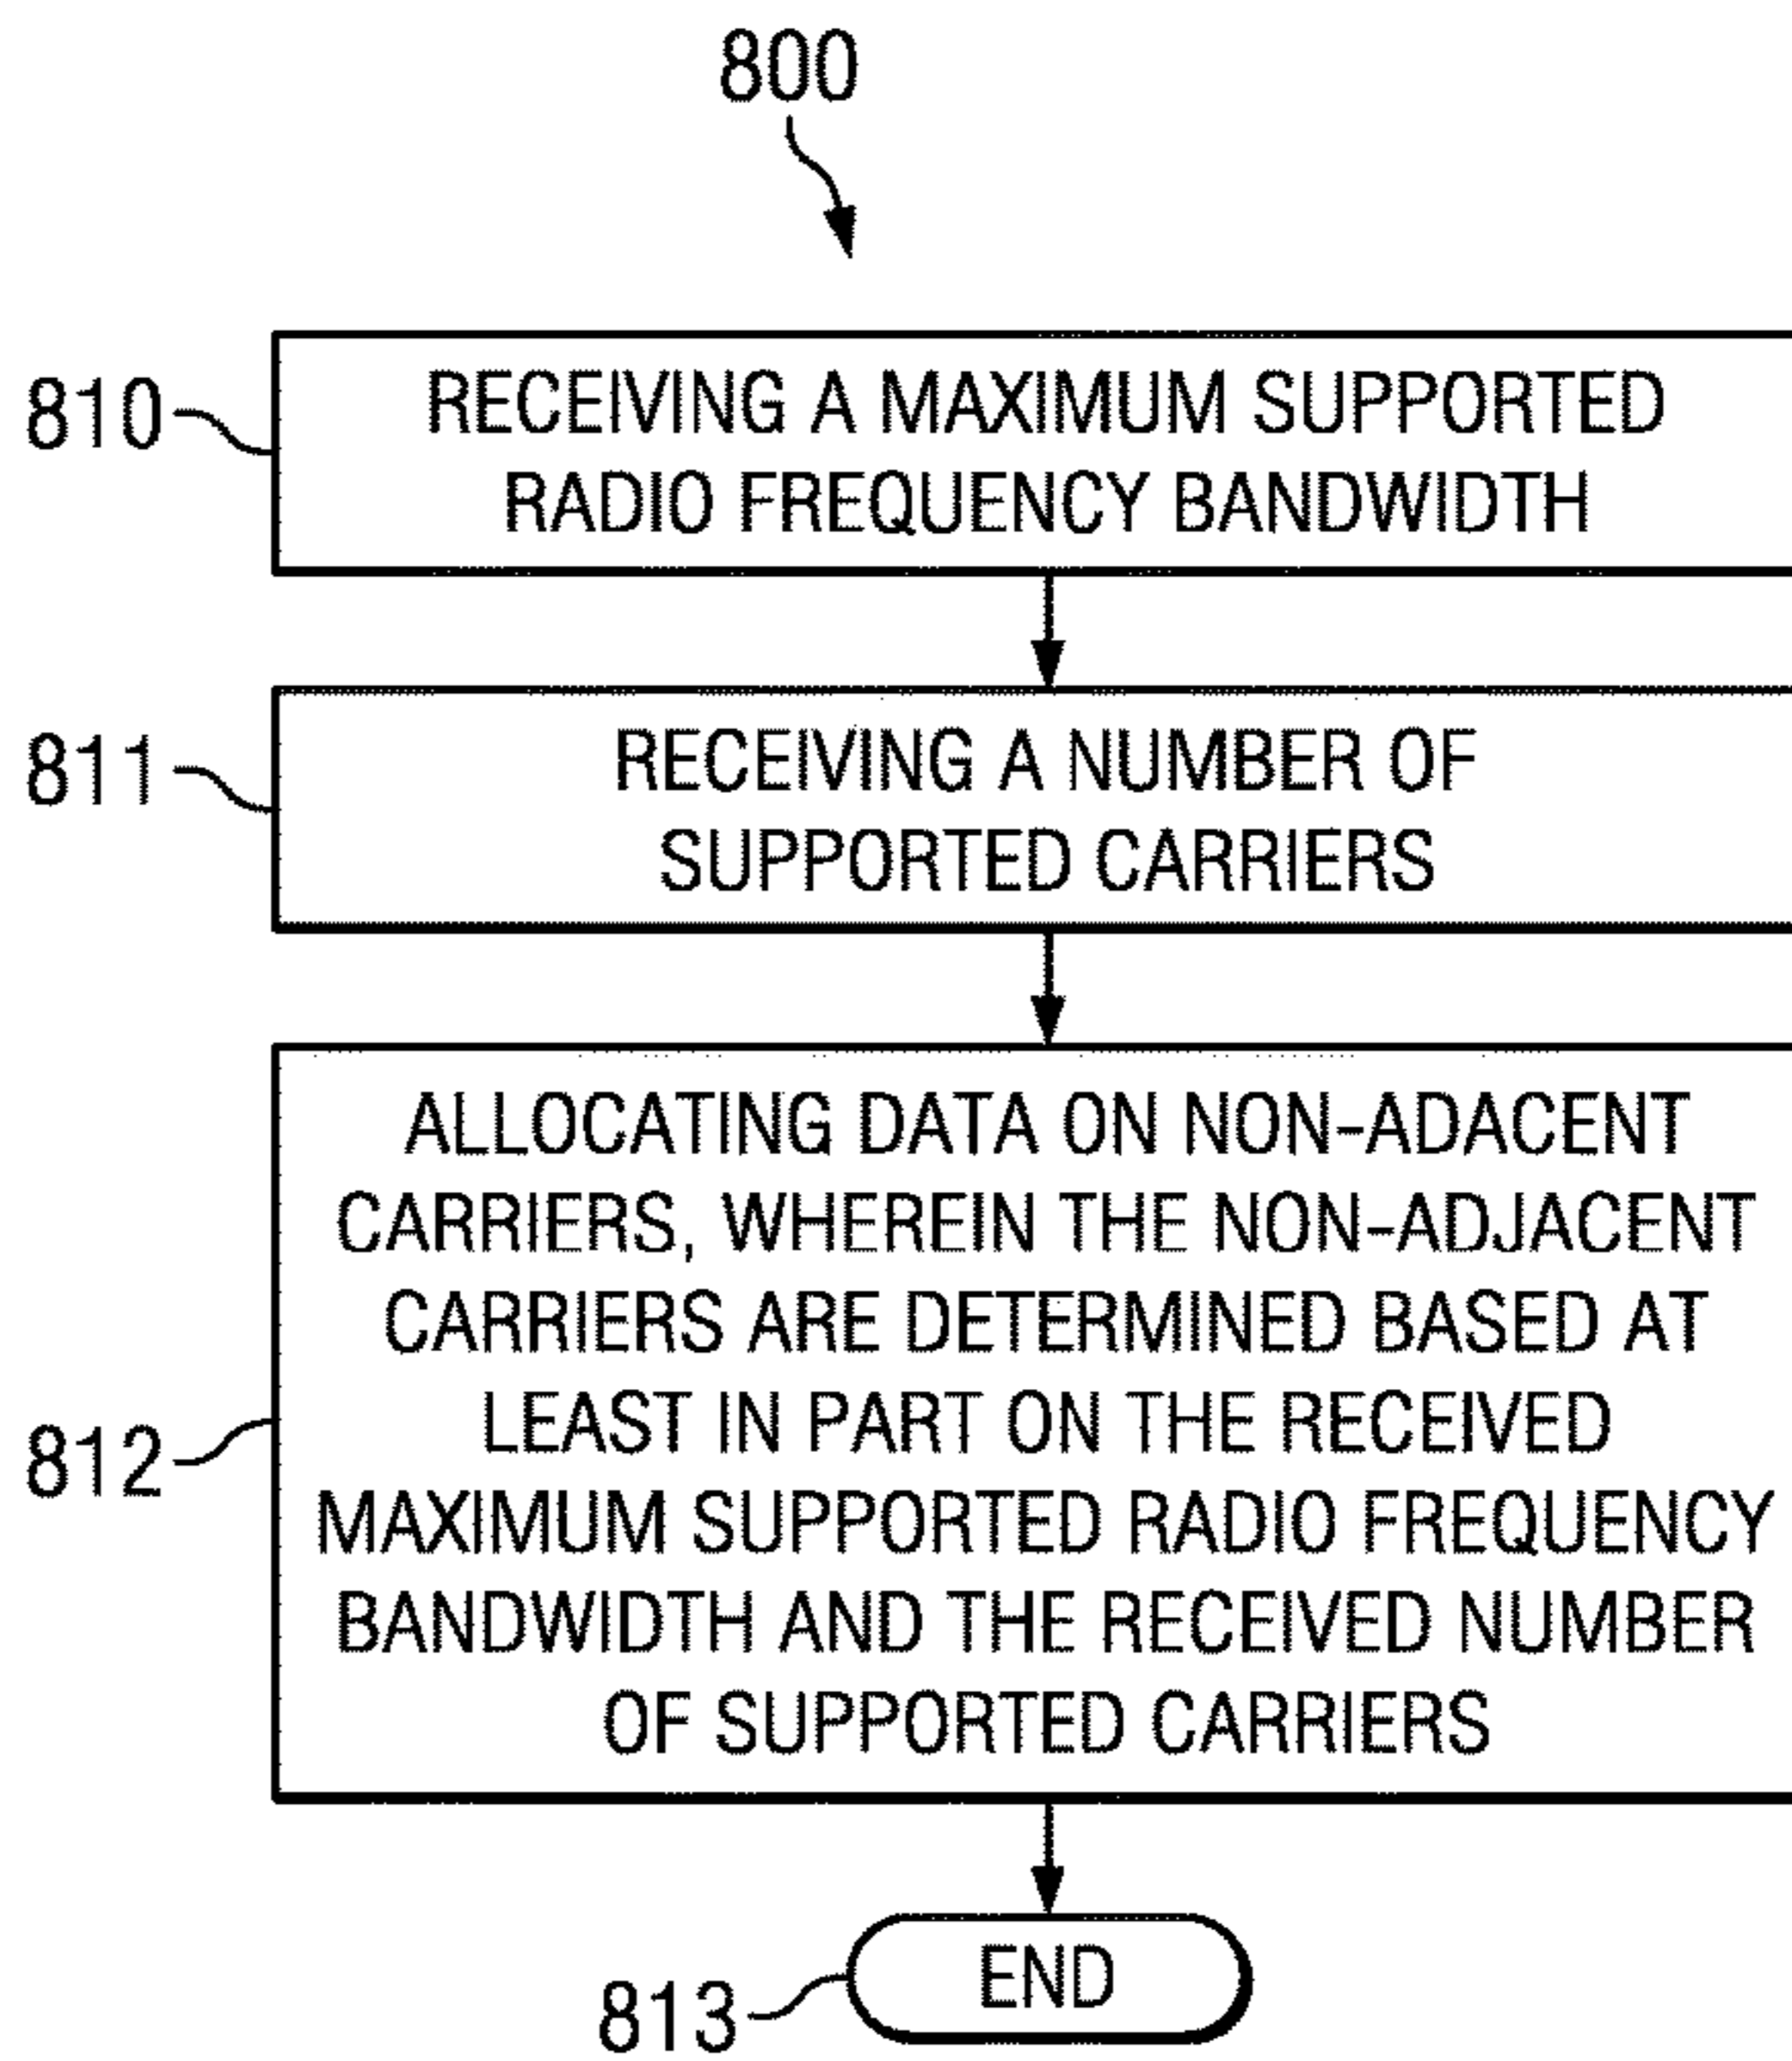 800
810
RECEIVING A MAXIMUM SUPPORTED
RADIO FREQUENCY BANDWIDTH
811
RECEIVING A NUMBER OF
SUPPORTED CARRIERS
812
ALLOCATING DATA ON NON-ADACENT
CARRIERS, WHEREIN THE NON-ADJACENT
CARRIERS ARE DETERMINED BASED AT
LEAST IN PART ON THE RECEIVED
MAXIMUM SUPPORTED RADIO FREQUENCY
BANDWIDTH AND THE RECEIVED NUMBER
OF SUPPORTED CARRIERS
813
END